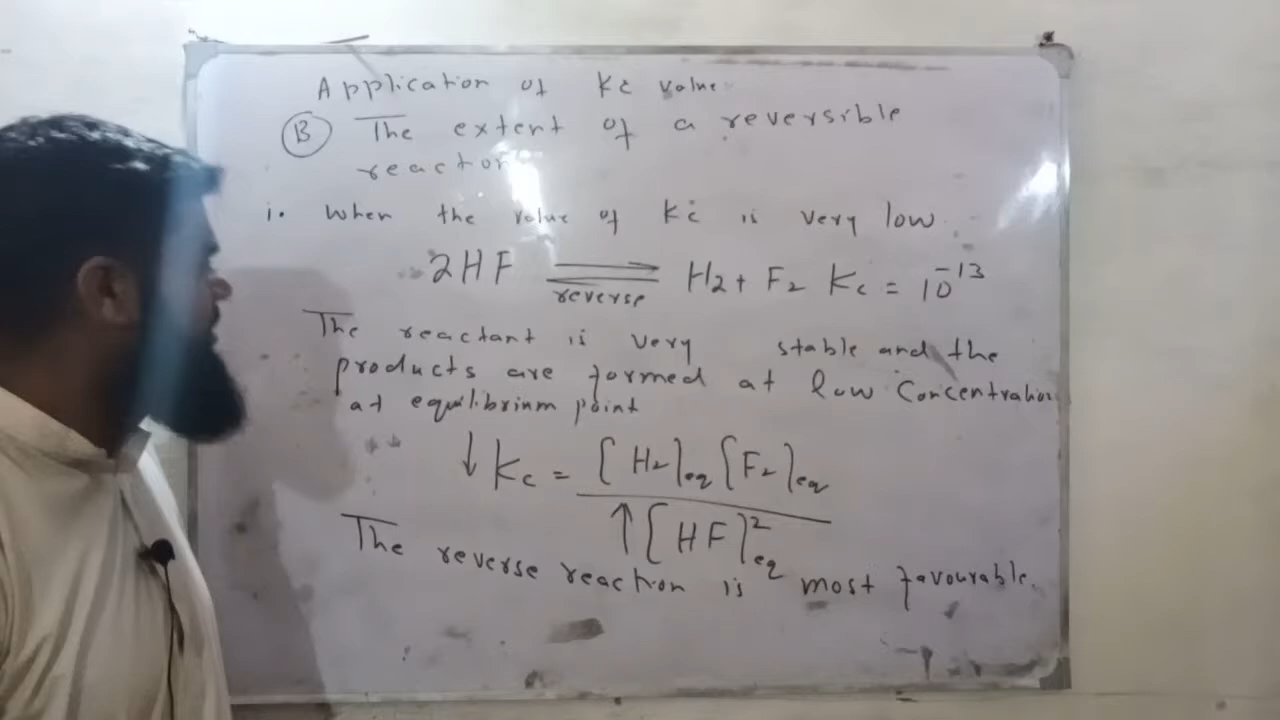 Application of Kc value
B The extent of a reversible
reaction
i. When the value of Kc is very low
2HF ⇌ H2 + F2 Kc = 10^-13
reverse
The reactant is very stable and the
products are formed at low Concentration
at equilibrium point
↓ Kc = [H2]eq [F2]eq
↑ [HF]^2 eq
The reverse reaction is most favourable.